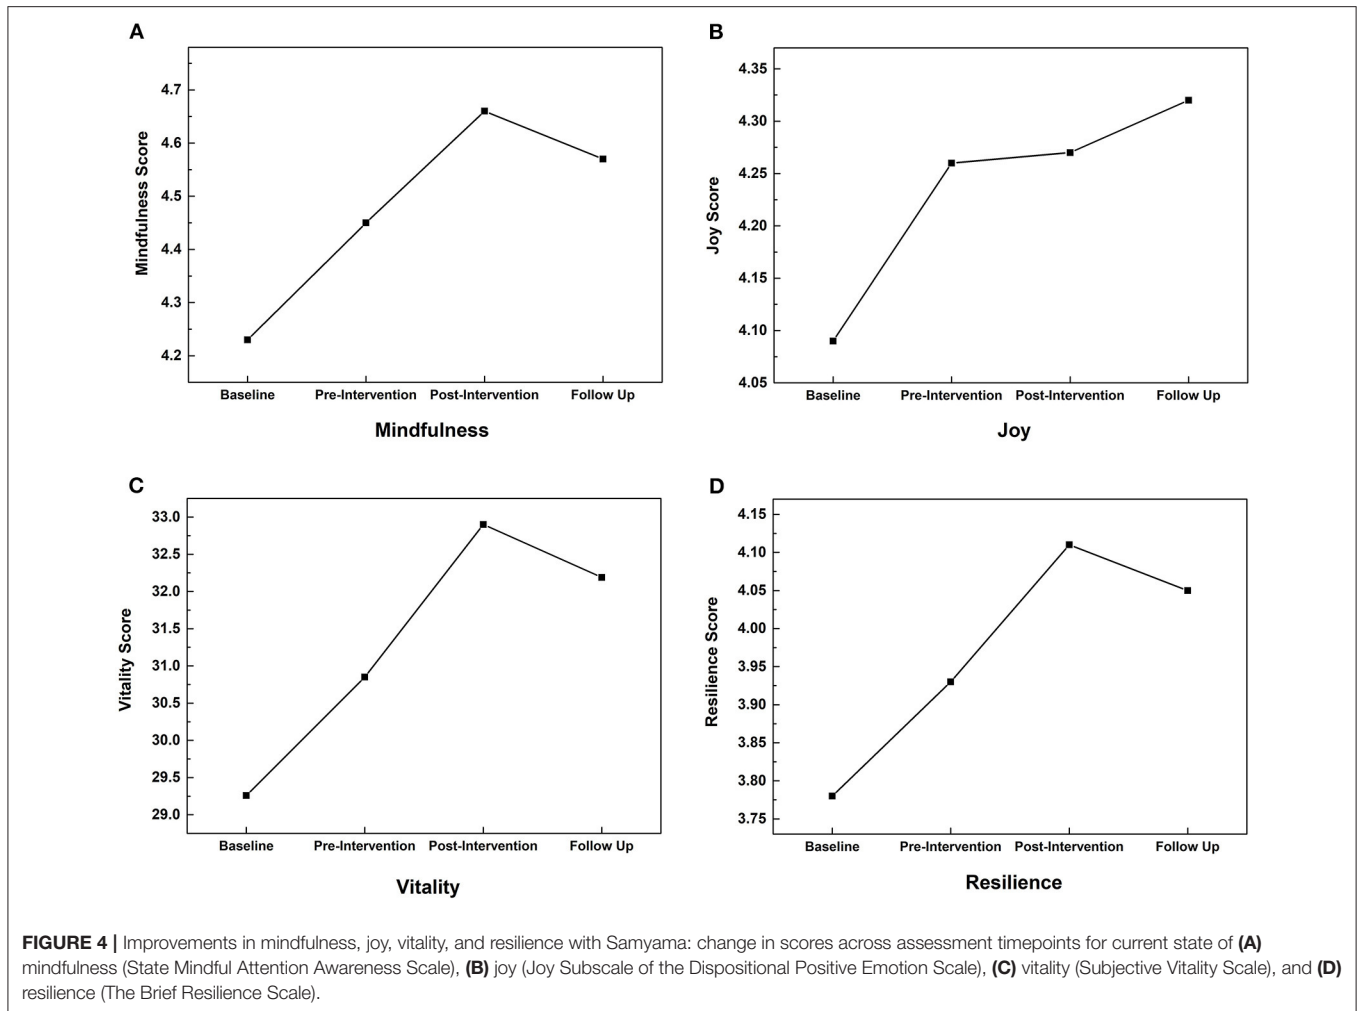 A
Mindfulness Score
4.7
4.6
4.5
4.4
4.3
4.2
Baseline Pre-Intervention Post-Intervention Follow Up
Mindfulness
B
Joy Score
4.35
4.30
4.25
4.20
4.15
4.10
4.05
Baseline Pre-Intervention Post-Intervention Follow Up
Joy
C
Vitality Score
33.0
32.5
32.0
31.5
31.0
30.5
30.0
29.5
29.0
Baseline Pre-Intervention Post-Intervention Follow Up
Vitality
D
Resilience Score
4.15
4.10
4.05
4.00
3.95
3.90
3.85
3.80
3.75
Baseline Pre-Intervention Post-Intervention Follow Up
Resilience
FIGURE 4 | Improvements in mindfulness, joy, vitality, and resilience with Samyama: change in scores across assessment timepoints for current state of (A)
mindfulness (State Mindful Attention Awareness Scale), (B) joy (Joy Subscale of the Dispositional Positive Emotion Scale), (C) vitality (Subjective Vitality Scale), and (D)
resilience (The Brief Resilience Scale).